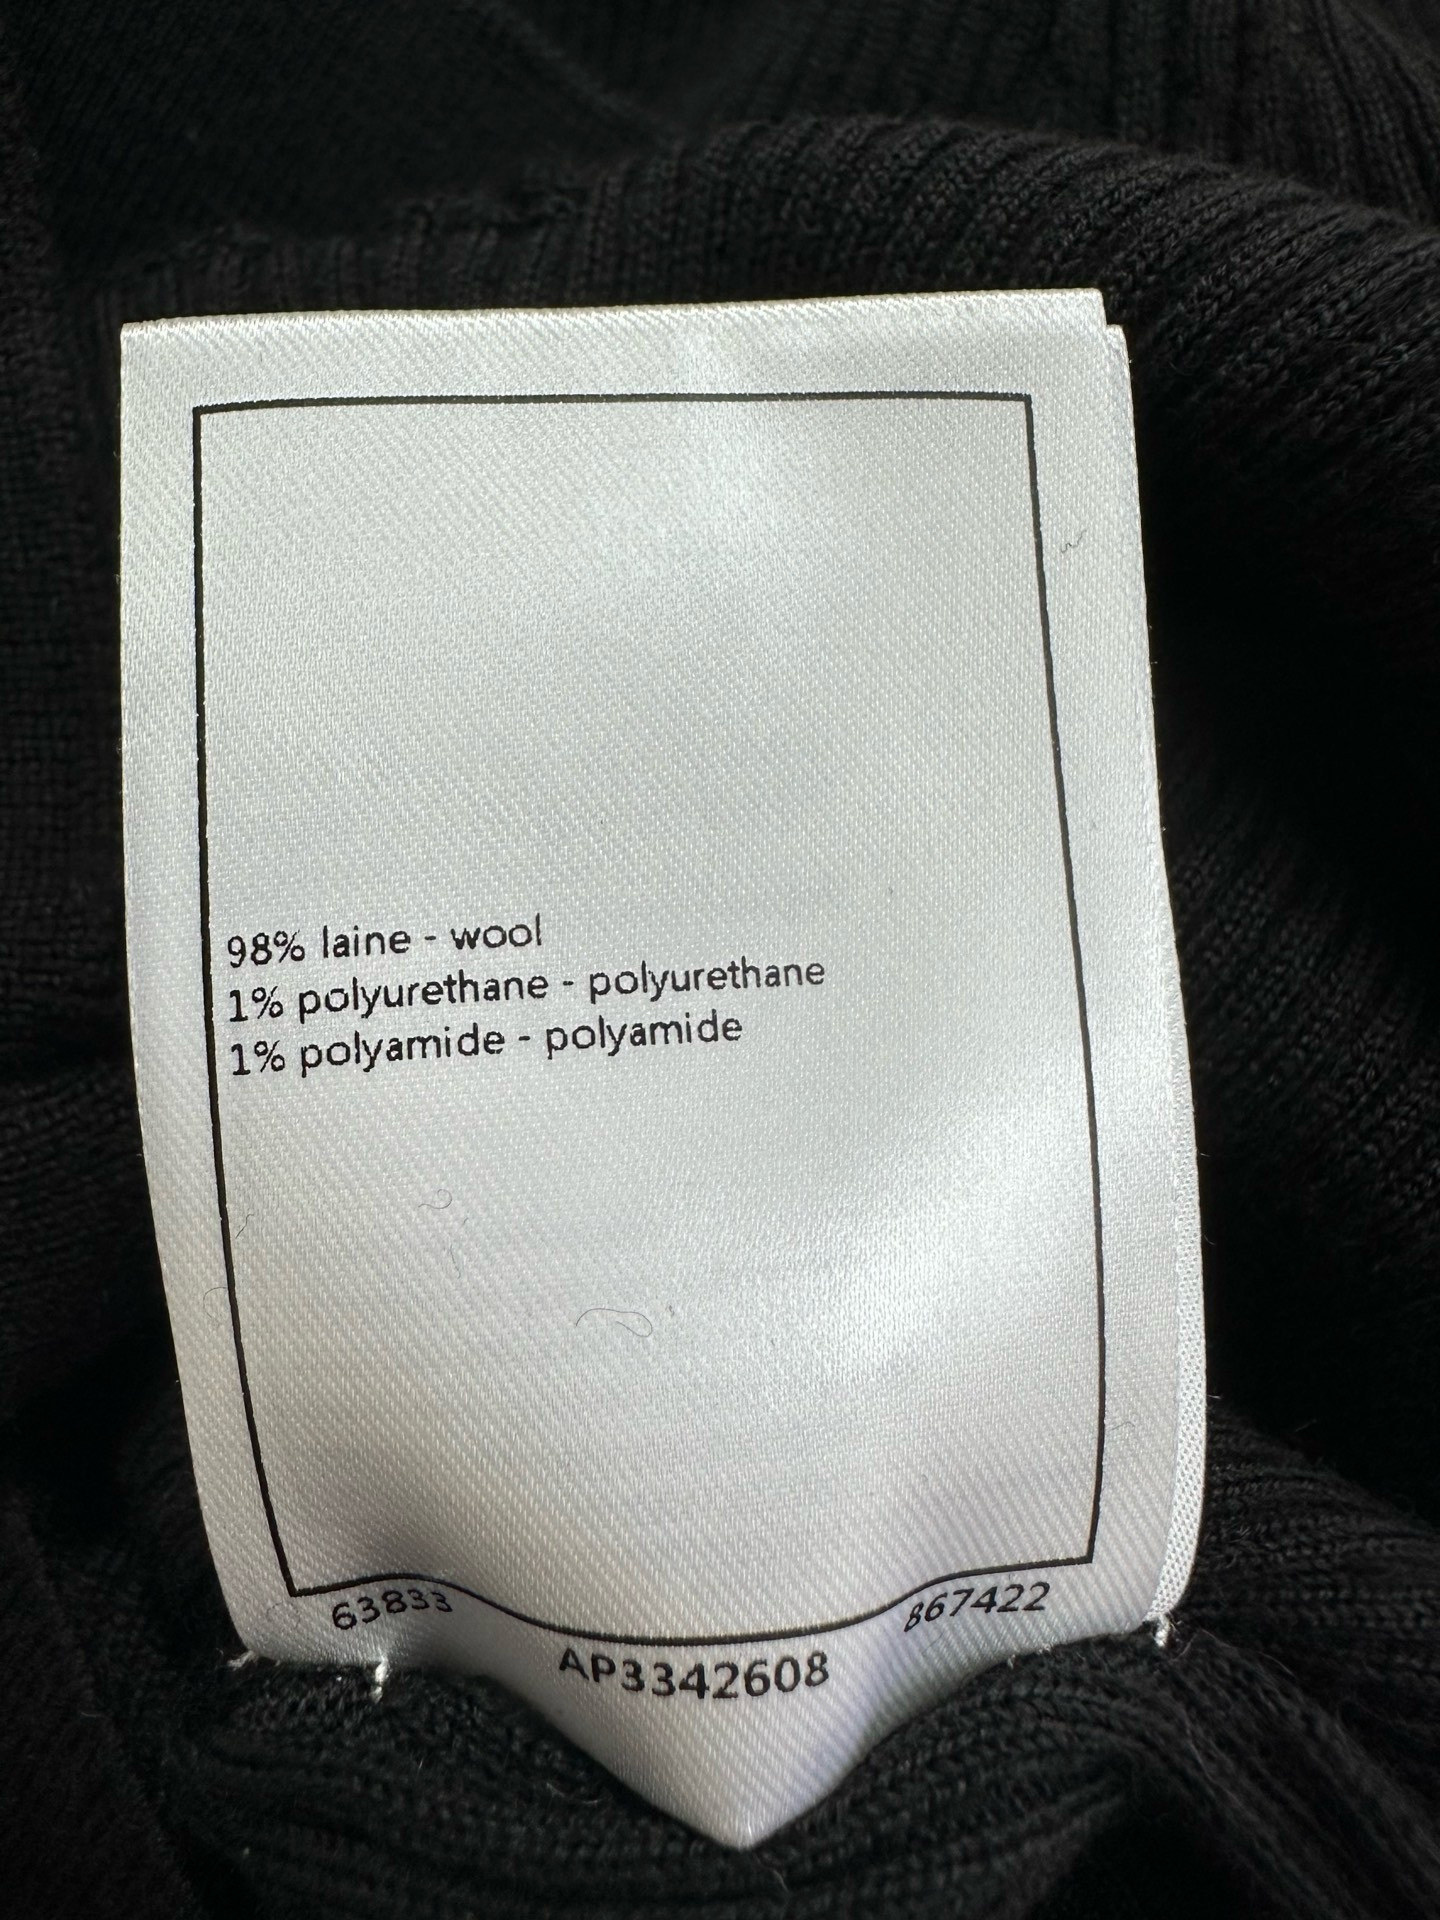 98% laine - wool
1% polyurethane - polyurethane
1% polyamide - polyamide
63833
AP3342608
867422